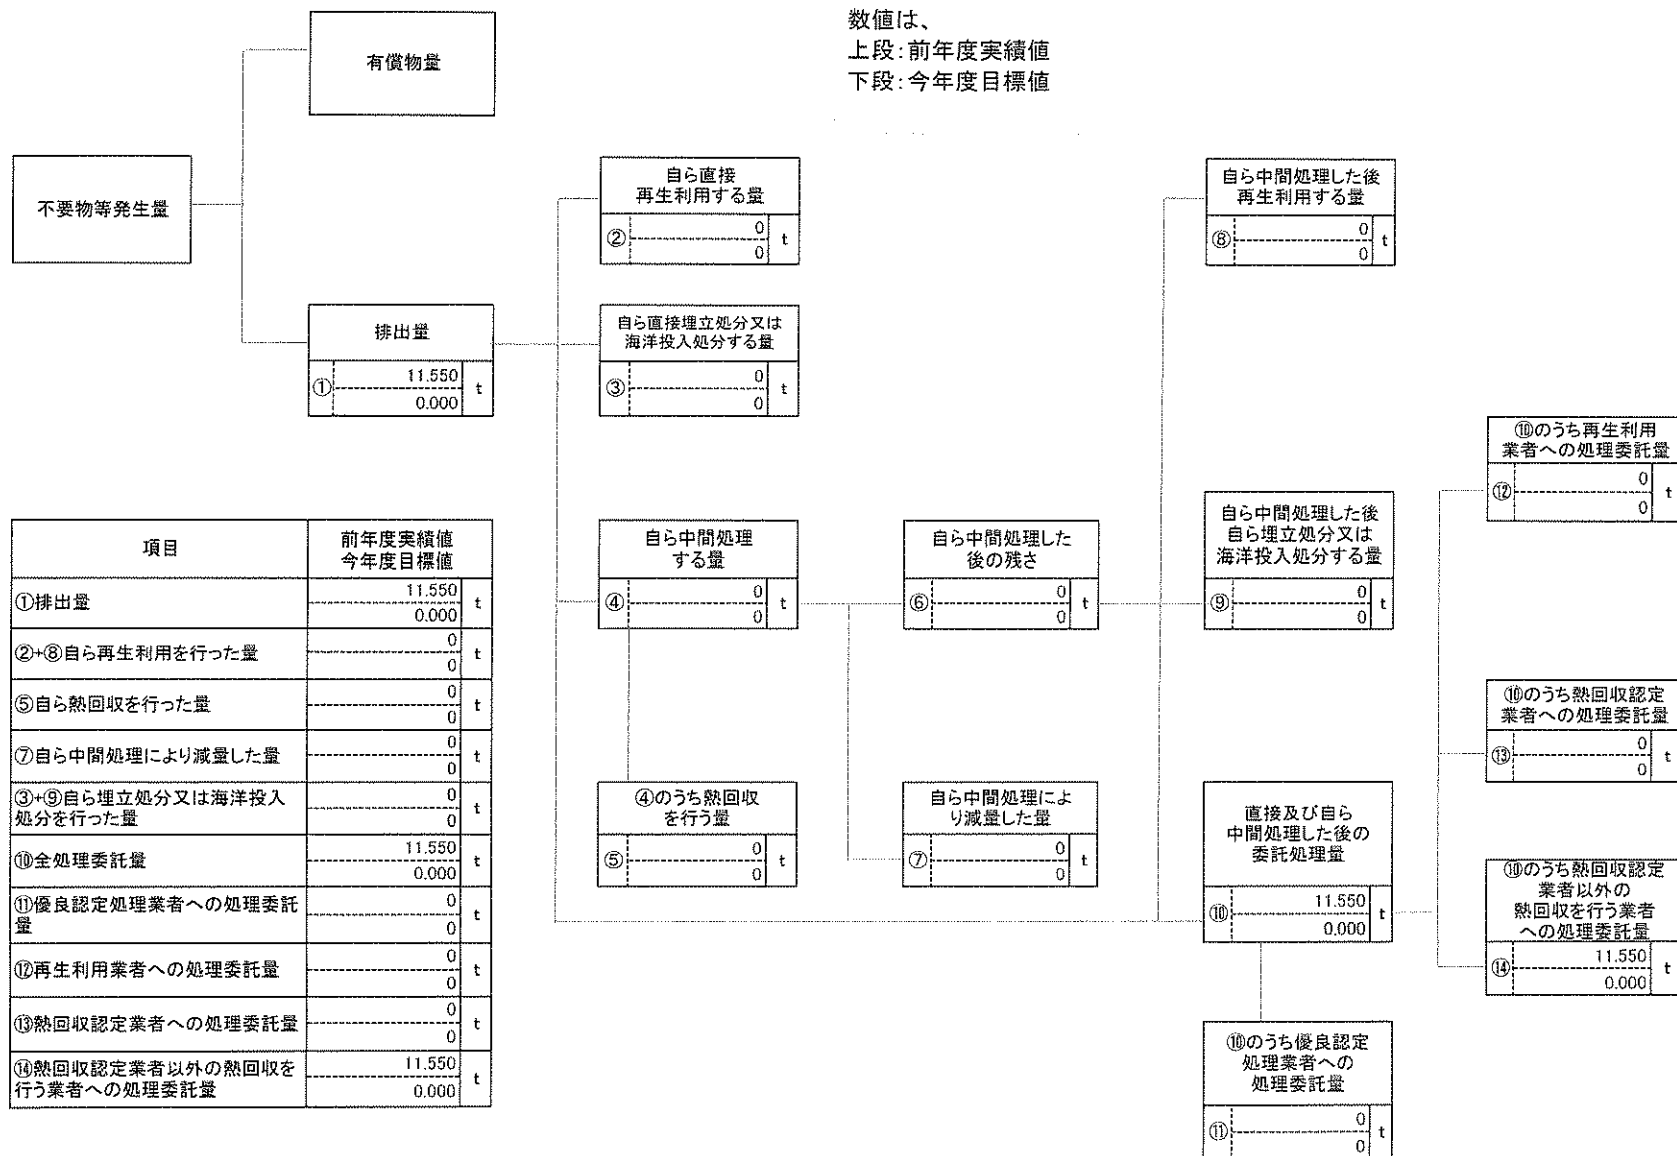 数値は、
上段：前年度実績値
下段：今年度目標値
有償物量
不要物等発生量
排出量
① 11.550 t
0.000
自ら直接
再生利用する量
② 0 t
0
自ら直接埋立処分又は
海洋投入処分する量
③ 0 t
0
自ら中間処理した後
再生利用する量
⑧ 0 t
0
自ら中間処理
する量
④ 0 t
0
自ら中間処理した
後の残さ
⑥ 0 t
0
自ら中間処理した後
自ら埋立処分又は
海洋投入処分する量
⑨ 0 t
0
④のうち熱回収
を行う量
⑤ 0 t
0
自ら中間処理によ
り減量した量
⑦ 0 t
0
直接及び自ら
中間処理した後の
委託処理量
⑩ 11.550 t
0.000
⑩のうち優良認定
処理業者への
処理委託量
⑪ 0 t
0
⑩のうち再生利用
業者への処理委託量
⑫ 0 t
0
⑩のうち熱回収認定
業者への処理委託量
⑬ 0 t
0
⑩のうち熱回収認定
業者以外の
熱回収を行う業者
への処理委託量
⑭ 11.550 t
0.000
項目 前年度実績値
今年度目標値
①排出量 11.550 t
0.000
②+⑧自ら再生利用を行った量 0 t
0
⑤自ら熱回収を行った量 0 t
0
⑦自ら中間処理により減量した量 0 t
0
③+⑨自ら埋立処分又は海洋投入 0 t
処分を行った量 0
⑩全処理委託量 11.550 t
0.000
⑪優良認定処理業者への処理委託 0 t
量 0
⑫再生利用業者への処理委託量 0 t
0
⑬熱回収認定業者への処理委託量 0 t
0
⑭熱回収認定業者以外の熱回収を 11.550 t
行う業者への処理委託量 0.000